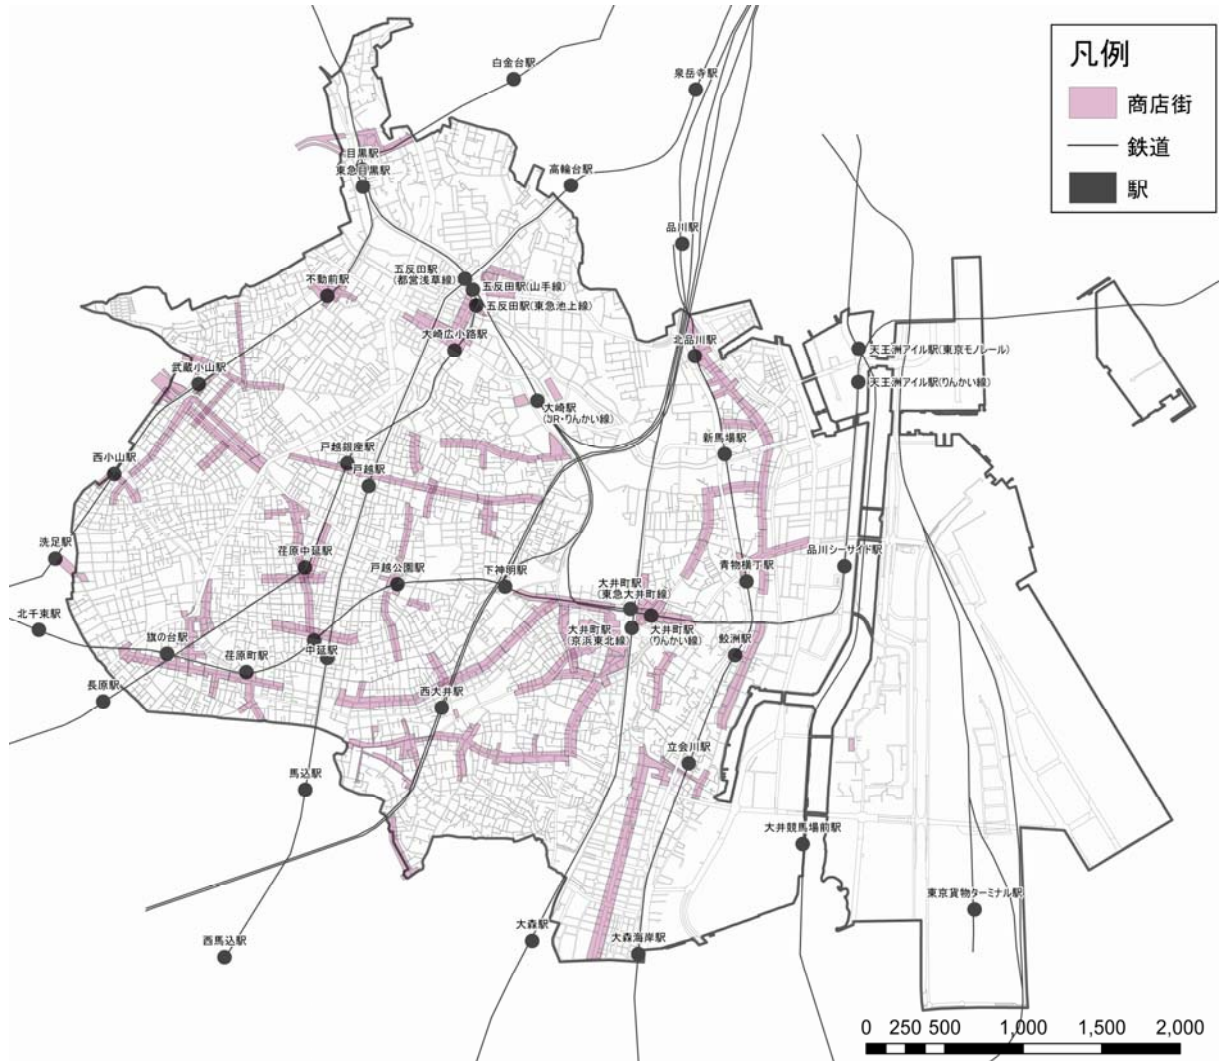 凡例
商店街
鉄道
駅
白金台駅
泉岳寺駅
目黒駅
東急目黒駅
高輪台駅
品川駅
五反田駅
(都営浅草線)
不動前駅
五反田駅(山手線)
五反田駅(東急池上線)
大崎広小路駅
北品川駅
天王洲アイル駅(東京モノレール)
武蔵小山駅
天王洲アイル駅(りんかい線)
大崎駅
(JR・りんかい線)
戸越銀座駅
新馬場駅
西小山駅
戸越駅
洗足駅
荏原中延駅
戸越公園駅
下神明駅
大井町駅
(東急大井町線)
青物横丁駅
品川シーサイド駅
北千束駅
旗の台駅
荏原町駅
中延駅
大井町駅
(京浜東北線)
大井町駅
(りんかい線)
鮫洲駅
長原駅
西大井駅
立会川駅
馬込駅
大井競馬場前駅
東京貨物ターミナル駅
西馬込駅
大森駅
大森海岸駅
0 250 500 1,000 1,500 2,000